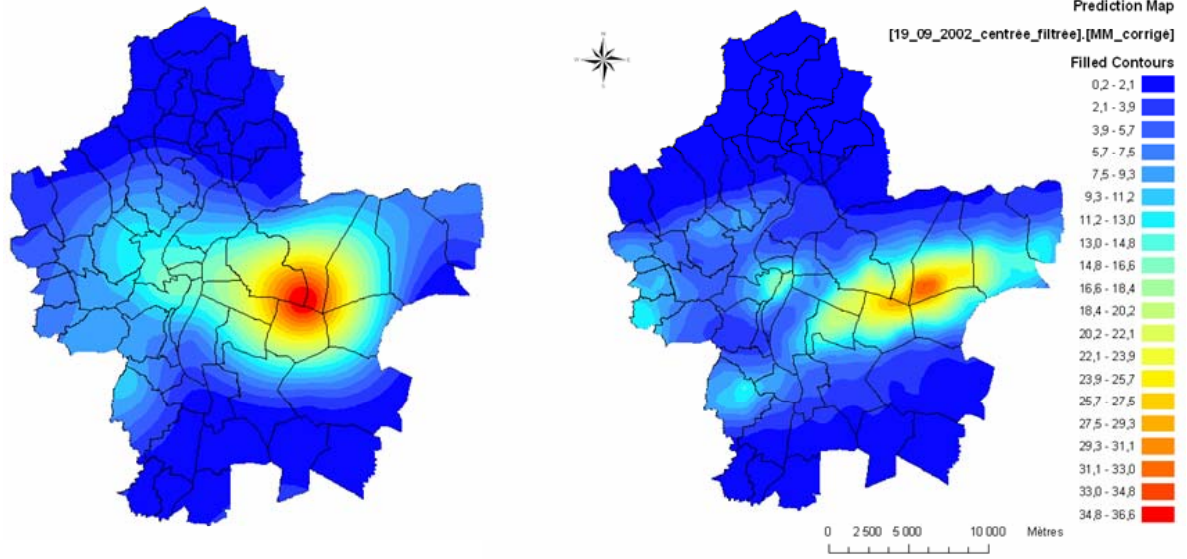 Prediction Map
[19_09_2002_centrée_filtrée].[MM_corrigé]
Filled Contours
0,2 - 2,1
2,1 - 3,9
3,9 - 5,7
5,7 - 7,5
7,5 - 9,3
9,3 - 11,2
11,2 - 13,0
13,0 - 14,8
14,8 - 16,6
16,6 - 18,4
18,4 - 20,2
20,2 - 22,1
22,1 - 23,9
23,9 - 25,7
25,7 - 27,5
27,5 - 29,3
29,3 - 31,1
31,1 - 33,0
33,0 - 34,8
34,8 - 36,6
0 2 500 5 000 10 000 Mètres